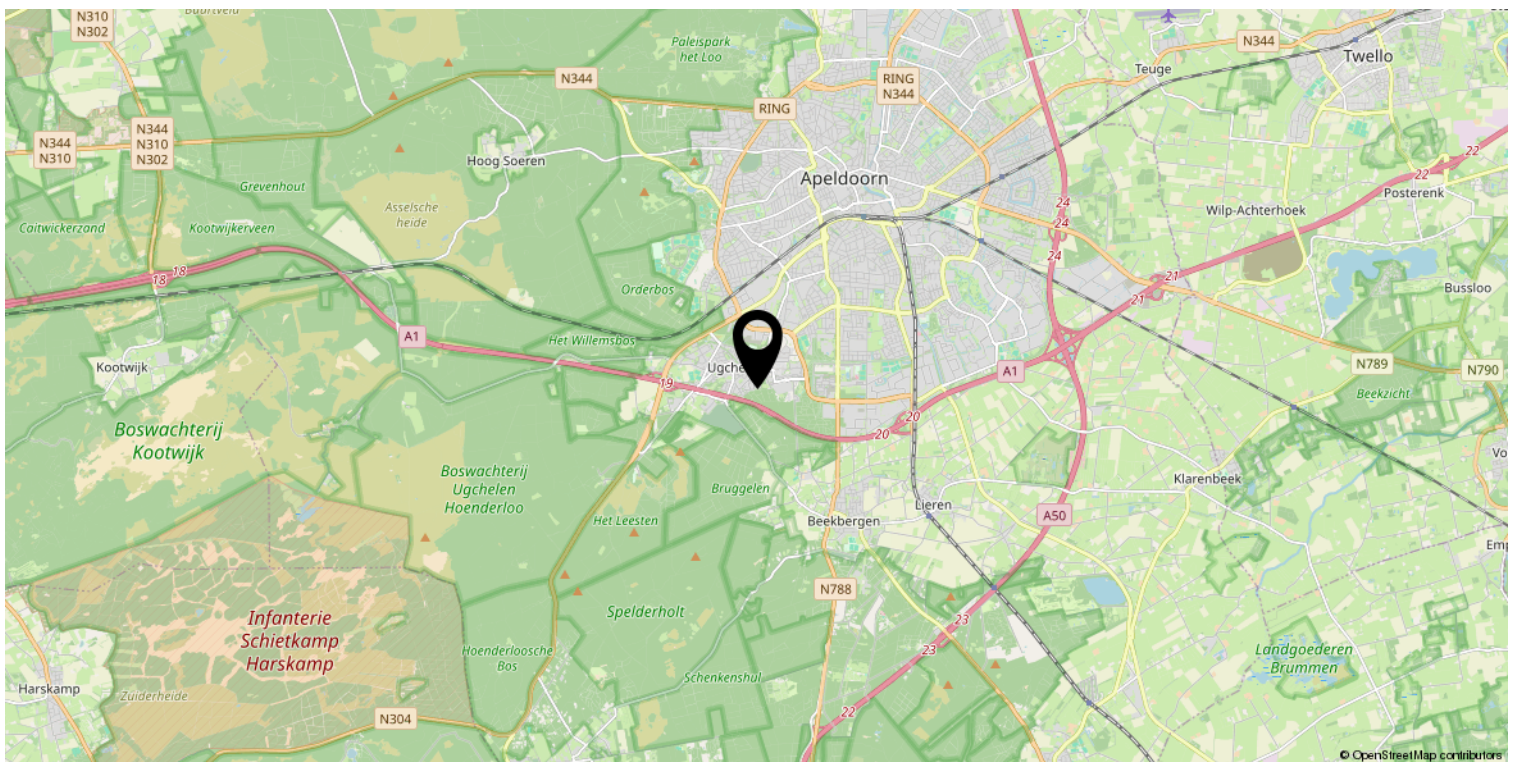 Buurtveld
N310
N302
Paleispark
het Loo
N344
Twello
Teuge
N344
RING
N344
RING
N344
N310
N344
N310
N302
Hoog Soeren
22
22
Grevenhout
Apeldoorn
Posterenk
Asselsche
heide
24
Wilp-Achterhoek
Caitwickerzand
Kootwijkerveen
24
24
18
18
21
21
Orderbos
Bussloo
A1
Het Willemsbos
Kootwijk
Ugche
19
A1
N789
N790
Beekzicht
20
20
Boswachterij
Kootwijk
Boswachterij
Ugchelen
Hoenderloo
Klarenbeek
Bruggelen
Lieren
A50
Het Leesten
Beekbergen
N788
Infanterie
Schietkamp
Harskamp
Spelderholt
23
23
Hoenderloosche
Bos
Landgoederen
Brummen
Schenkenshul
Harskamp
Zuiderheide
22
N304
© OpenStreetMap contributors